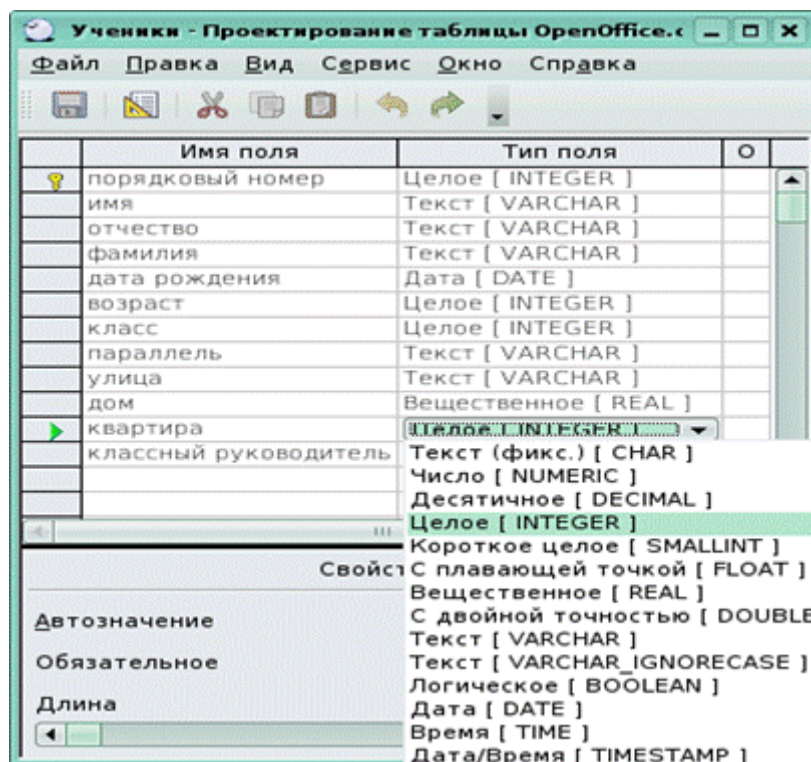 Ученики - Проектирование таблицы OpenOffice.c
Файл Правка Вид Сервис Окно Справка
Имя поля Тип поля О
порядковый номер Целое [ INTEGER ]
имя Текст [ VARCHAR ]
отчество Текст [ VARCHAR ]
фамилия Текст [ VARCHAR ]
дата рождения Дата [ DATE ]
возраст Целое [ INTEGER ]
класс Целое [ INTEGER ]
параллель Текст [ VARCHAR ]
улица Текст [ VARCHAR ]
дом Вещественное [ REAL ]
квартира Целое [ INTEGER ]
классный руководитель Текст (фикс.) [ CHAR ]
Число [ NUMERIC ]
Десятичное [ DECIMAL ]
Целое [ INTEGER ]
Короткое целое [ SMALLINT ]
Свойст С плавающей точкой [ FLOAT ]
Вещественное [ REAL ]
Автозначение С двойной точностью [ DOUBLE
Текст [ VARCHAR ]
Обязательное Текст [ VARCHAR_IGNORECASE ]
Логическое [ BOOLEAN ]
Длина Дата [ DATE ]
Время [ TIME ]
Дата/Время [ TIMESTAMP ]